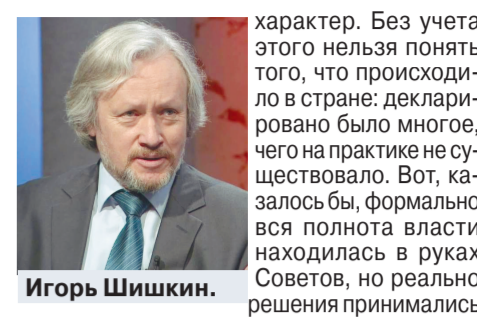 характер. Без учета
этого нельзя понять
того, что происходи-
ло в стране: деклари-
ровано было многое,
чего на практике не су-
ществовало. Вот, ка-
залось бы, формально
вся полнота власти
находилась в руках
Советов, но реально
решения принимались
Игорь Шишкин.